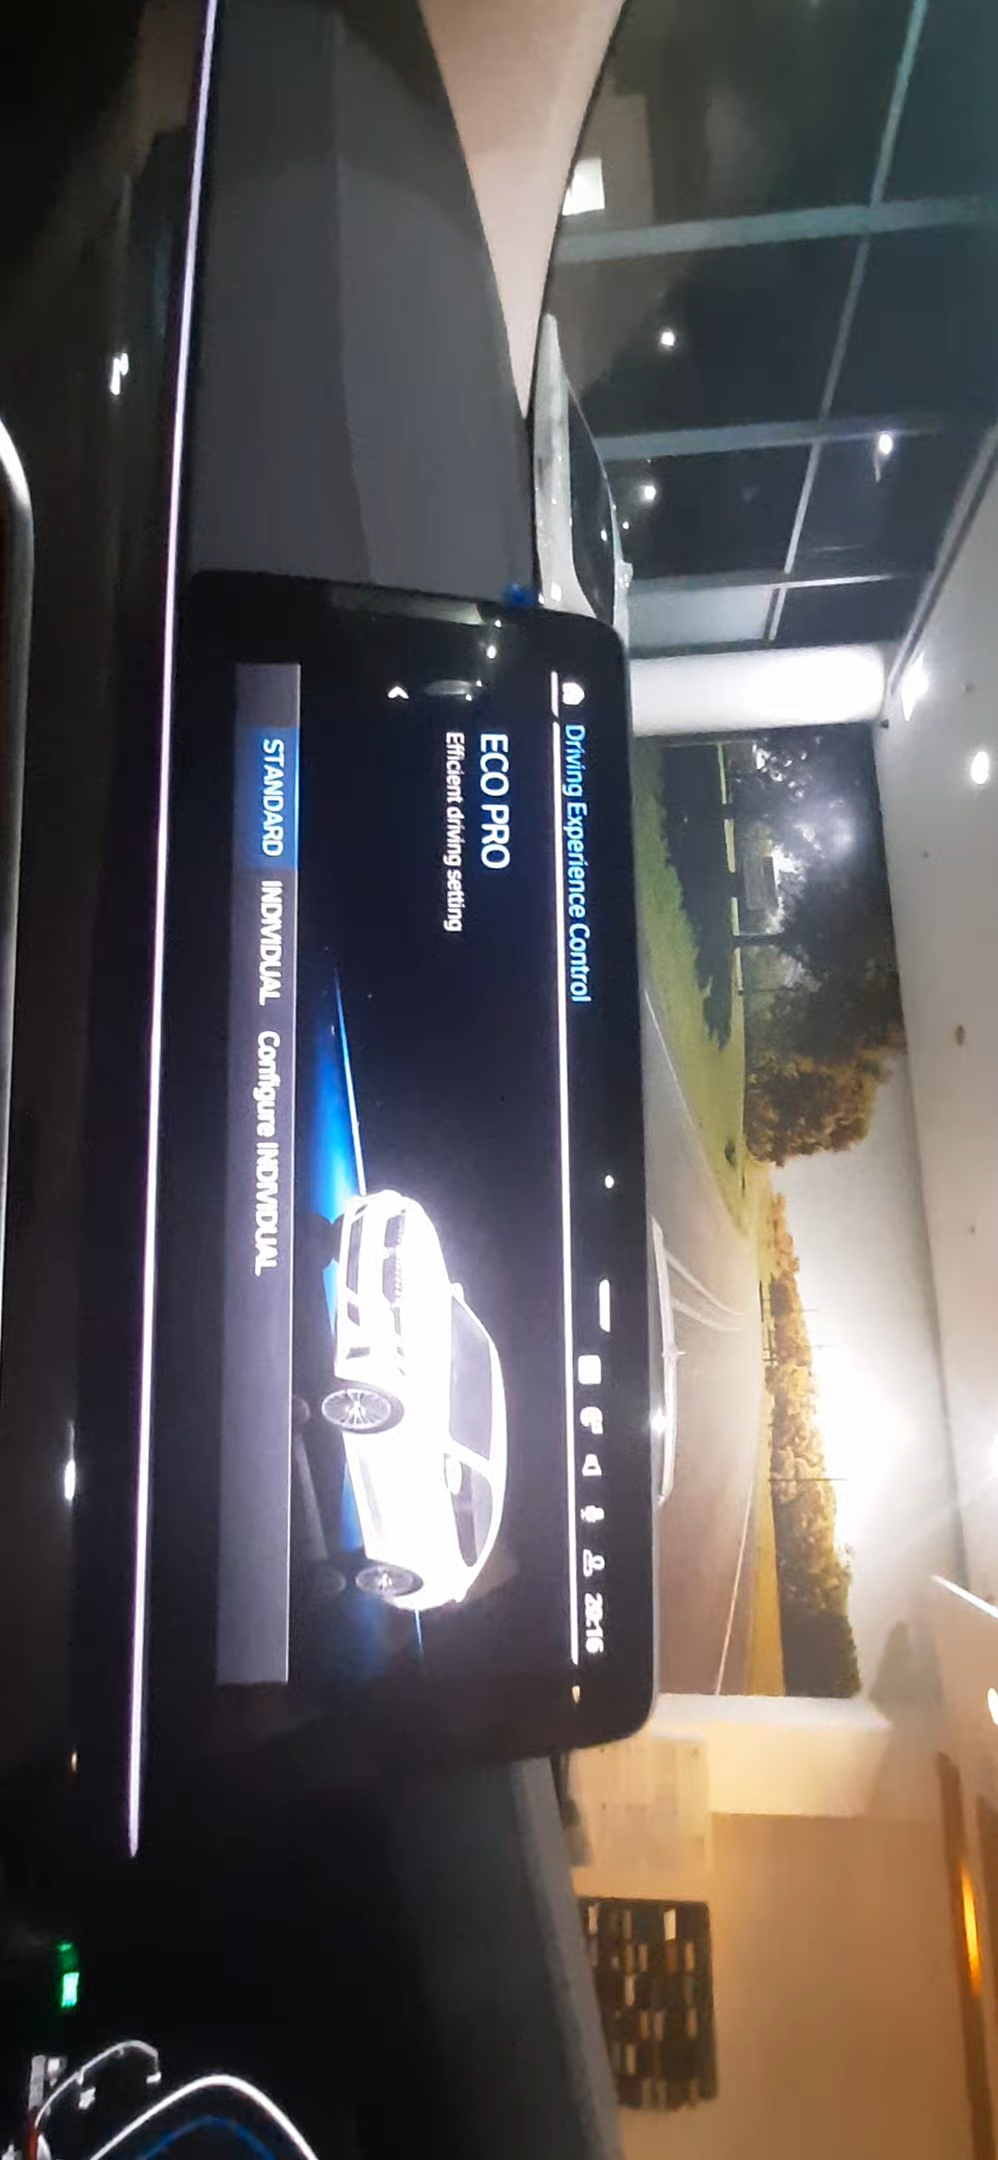 Driving Experience Control
20:16
ECO PRO
Efficient driving setting
STANDARD INDIVIDUAL Configure INDIVIDUAL